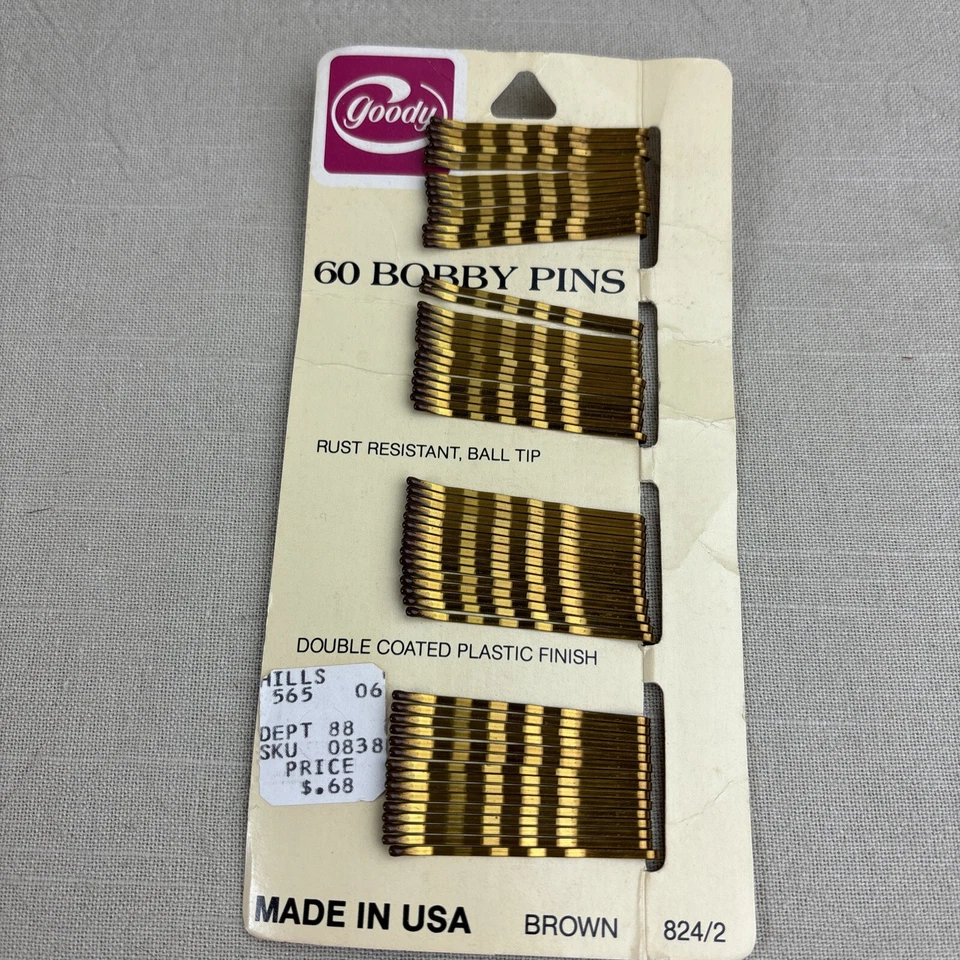 goody
60 BOBBY PINS
RUST RESISTANT, BALL TIP
DOUBLE COATED PLASTIC FINISH
HILLS
565 06
DEPT 88
SKU 0838
PRICE
$.68
MADE IN USA BROWN 824/2